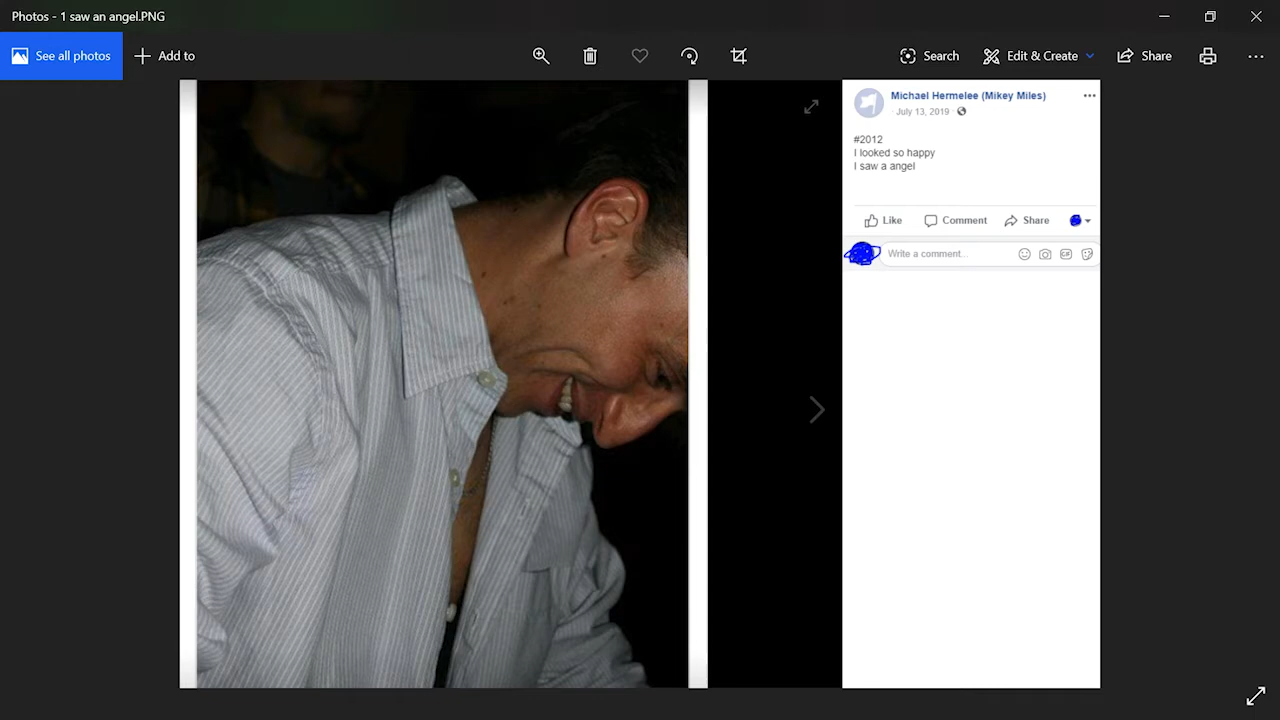 Photos - 1 saw an angel.PNG
See all photos
Add to
Search
Edit & Create
Share
Michael Hermelee (Mikey Miles)
· July 13, 2019
#2012
I looked so happy
I saw a angel
Like Comment Share
Write a comment...
GIF